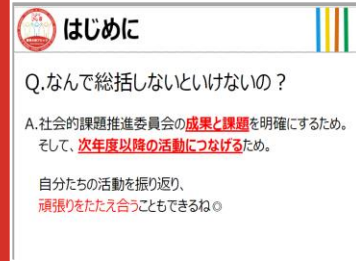 はじめに
Q.なんで総括しないといけないの？
A.社会的課題推進委員会の成果と課題を明確にするため。
そして、次年度以降の活動につなげるため。
自分たちの活動を振り返り、
頑張りをたたえ合うこともできるね◎